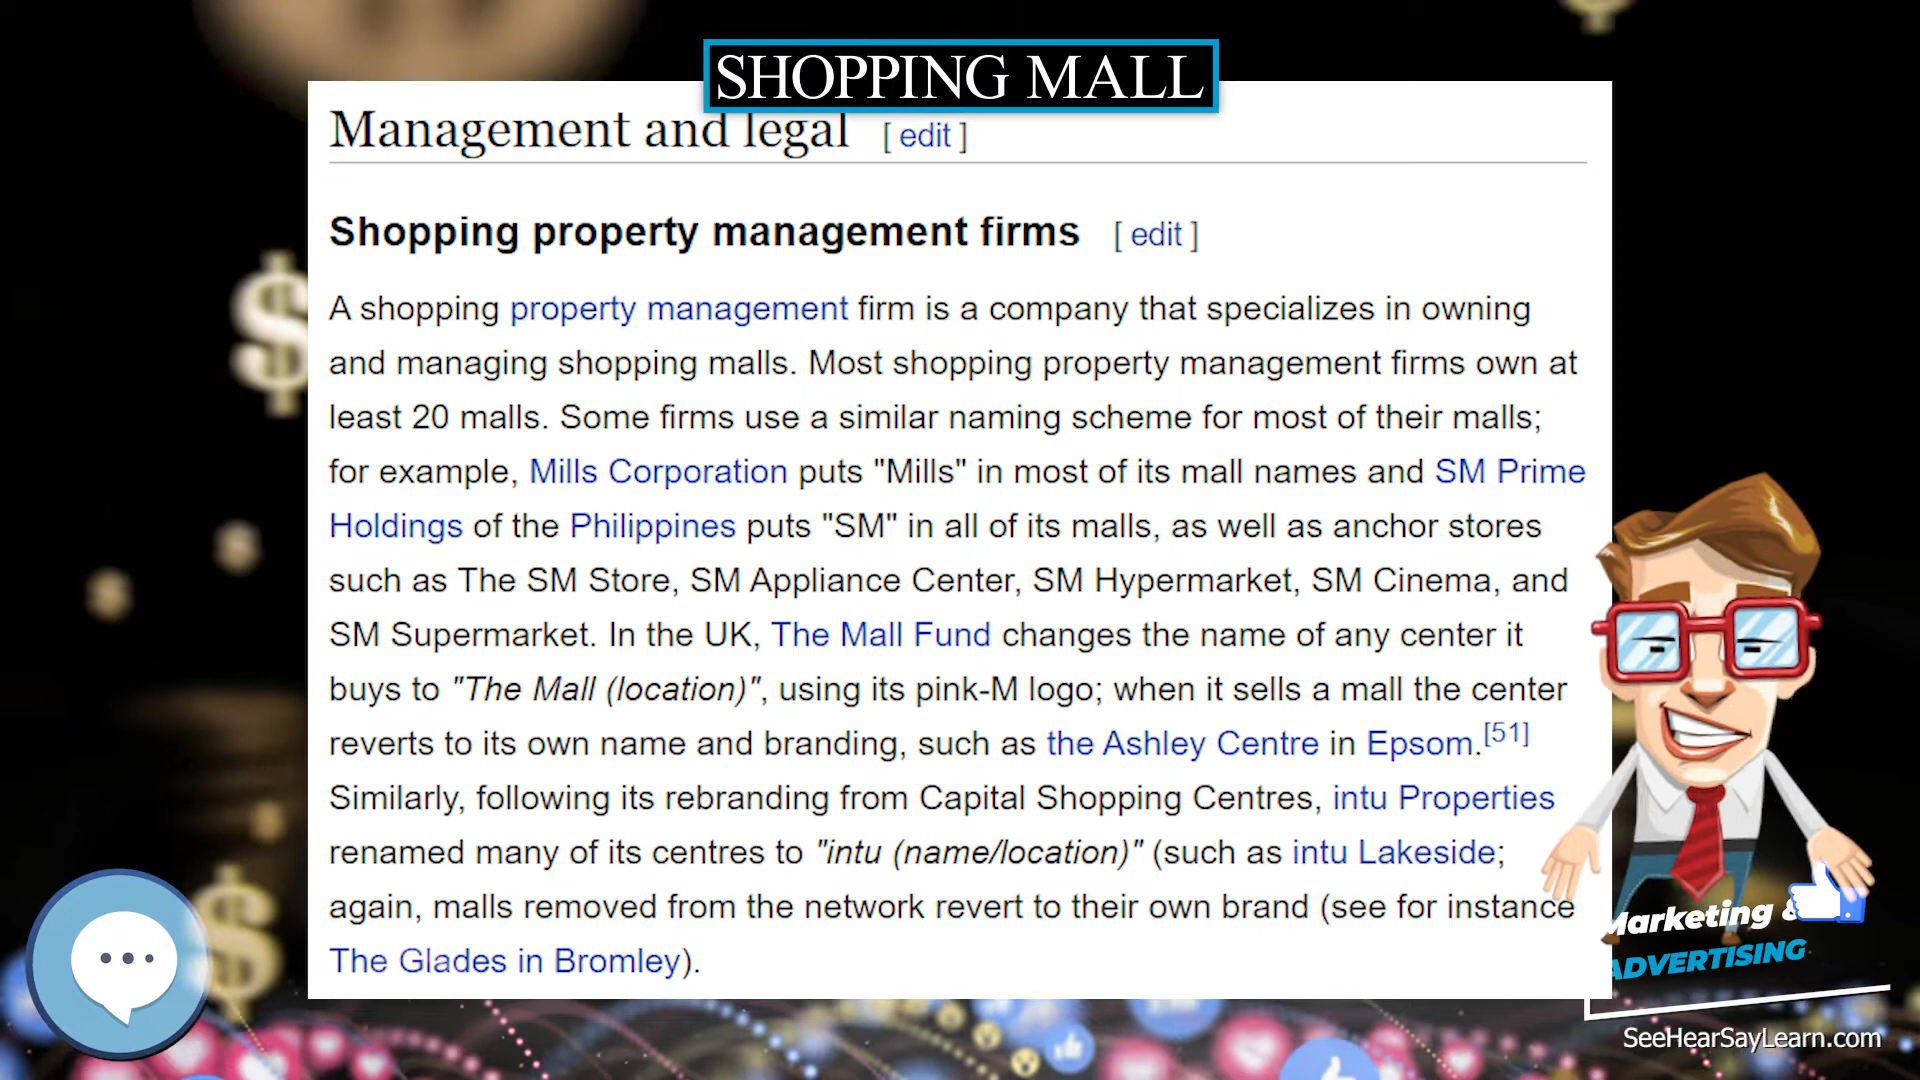 SHOPPING MALL
Management and legal [ edit ]
Shopping property management firms [ edit ]
A shopping property management firm is a company that specializes in owning
and managing shopping malls. Most shopping property management firms own at
least 20 malls. Some firms use a similar naming scheme for most of their malls;
for example, Mills Corporation puts "Mills" in most of its mall names and SM Prime
Holdings of the Philippines puts "SM" in all of its malls, as well as anchor stores
such as The SM Store, SM Appliance Center, SM Hypermarket, SM Cinema, and
SM Supermarket. In the UK, The Mall Fund changes the name of any center it
buys to "The Mall (location)", using its pink-M logo; when it sells a mall the center
reverts to its own name and branding, such as the Ashley Centre in Epsom.[51]
Similarly, following its rebranding from Capital Shopping Centres, intu Properties
renamed many of its centres to "intu (name/location)" (such as intu Lakeside;
again, malls removed from the network revert to their own brand (see for instance
The Glades in Bromley).
Marketing &
ADVERTISING
SeeHearSayLearn.com